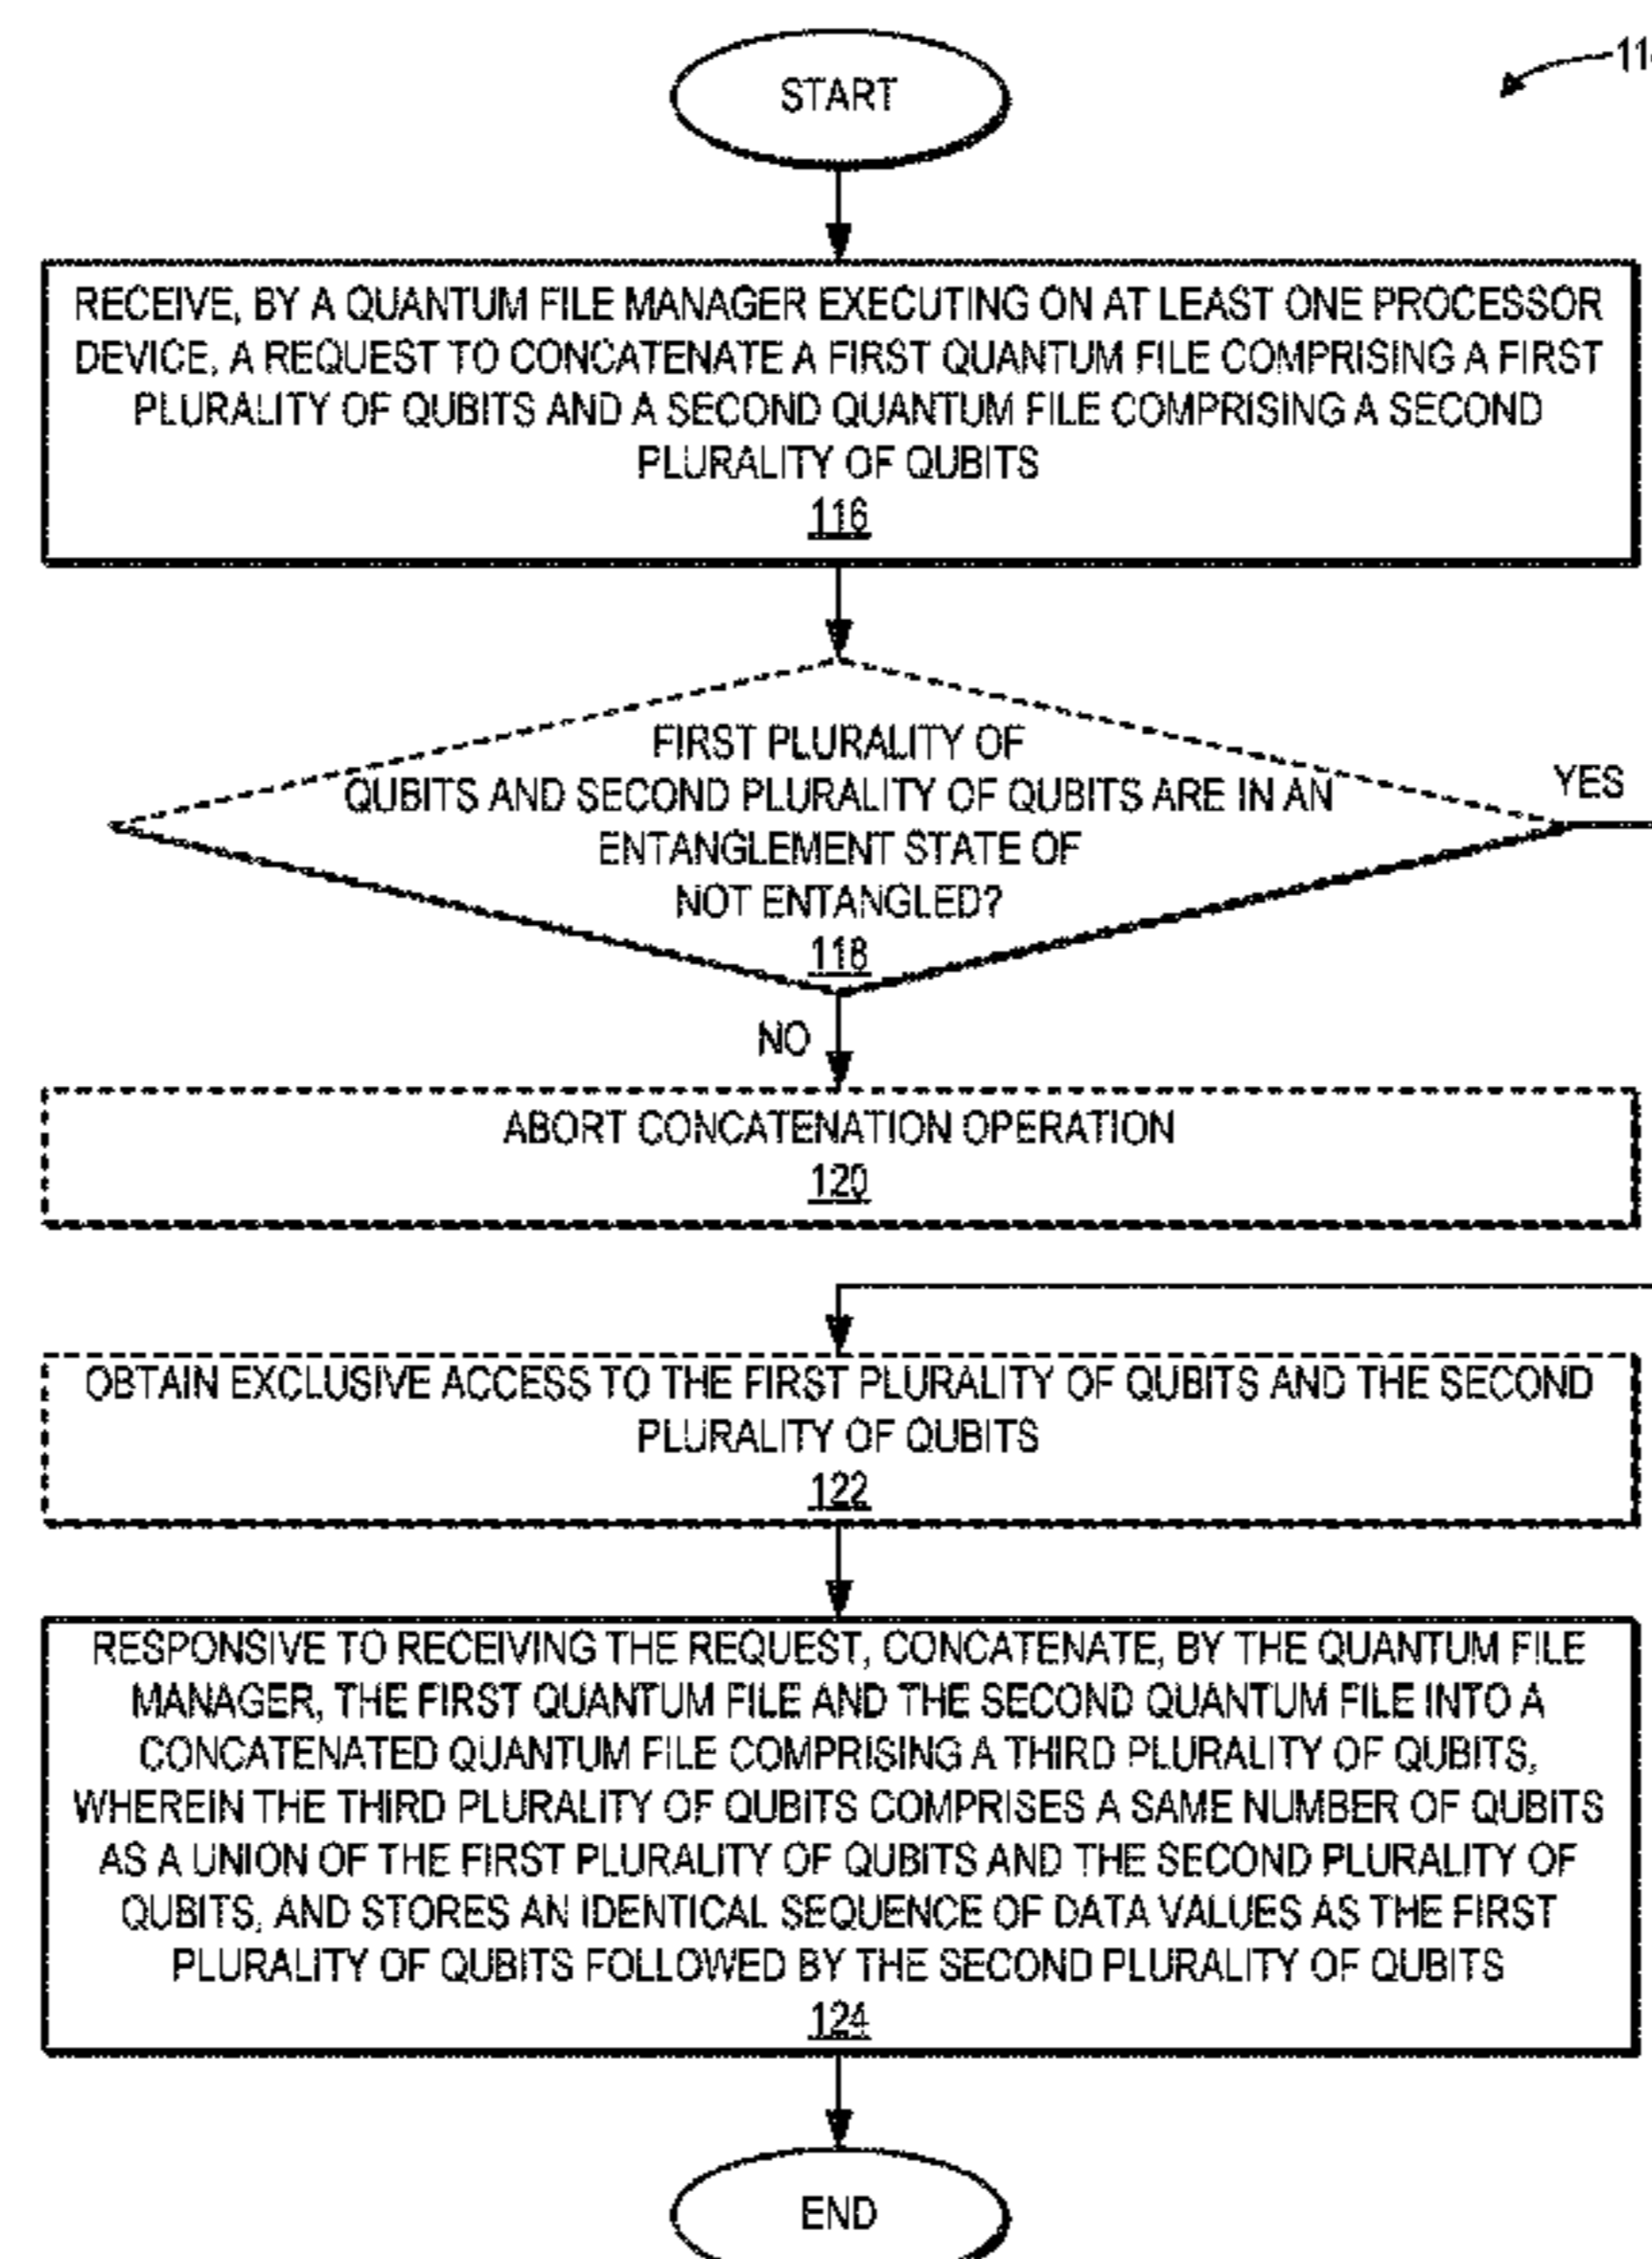 START
RECEIVE, BY A QUANTUM FILE MANAGER EXECUTING ON AT LEAST ONE PROCESSOR
DEVICE, A REQUEST TO CONCATENATE A FIRST QUANTUM FILE COMPRISING A FIRST
PLURALITY OF QUBITS AND A SECOND QUANTUM FILE COMPRISING A SECOND
PLURALITY OF QUBITS
116
FIRST PLURALITY OF
QUBITS AND SECOND PLURALITY OF QUBITS ARE IN AN
ENTANGLEMENT STATE OF
NOT ENTANGLED?
118
YES
NO
ABORT CONCATENATION OPERATION
120
OBTAIN EXCLUSIVE ACCESS TO THE FIRST PLURALITY OF QUBITS AND THE SECOND
PLURALITY OF QUBITS
122
RESPONSIVE TO RECEIVING THE REQUEST, CONCATENATE, BY THE QUANTUM FILE
MANAGER, THE FIRST QUANTUM FILE AND THE SECOND QUANTUM FILE INTO A
CONCATENATED QUANTUM FILE COMPRISING A THIRD PLURALITY OF QUBITS,
WHEREIN THE THIRD PLURALITY OF QUBITS COMPRISES A SAME NUMBER OF QUBITS
AS A UNION OF THE FIRST PLURALITY OF QUBITS AND THE SECOND PLURALITY OF
QUBITS, AND STORES AN IDENTICAL SEQUENCE OF DATA VALUES AS THE FIRST
PLURALITY OF QUBITS FOLLOWED BY THE SECOND PLURALITY OF QUBITS
124
END